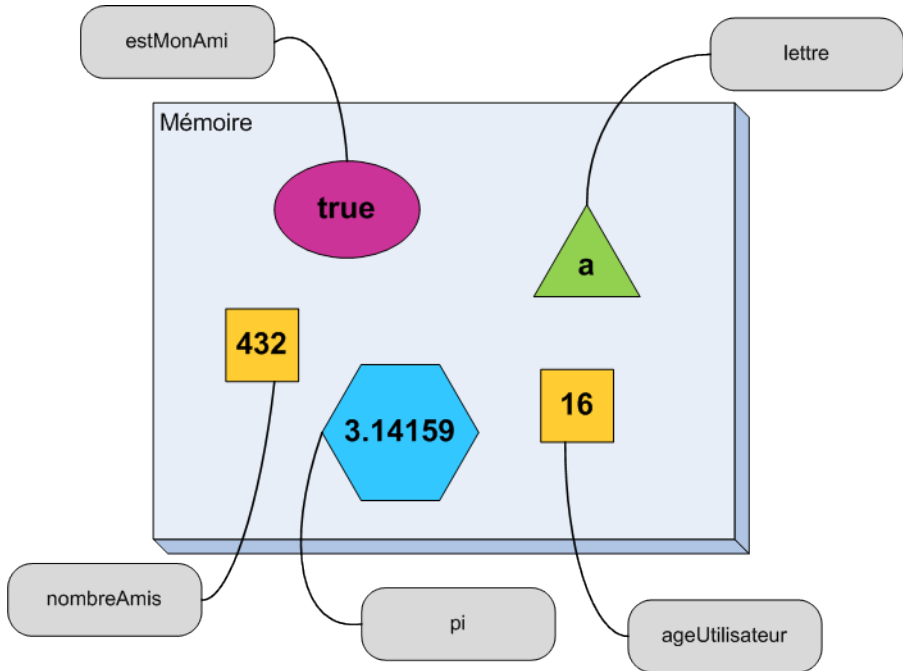 estMonAmi
lettre
Mémoire
true
a
432
3.14159
16
nombreAmis
pi
ageUtilisateur